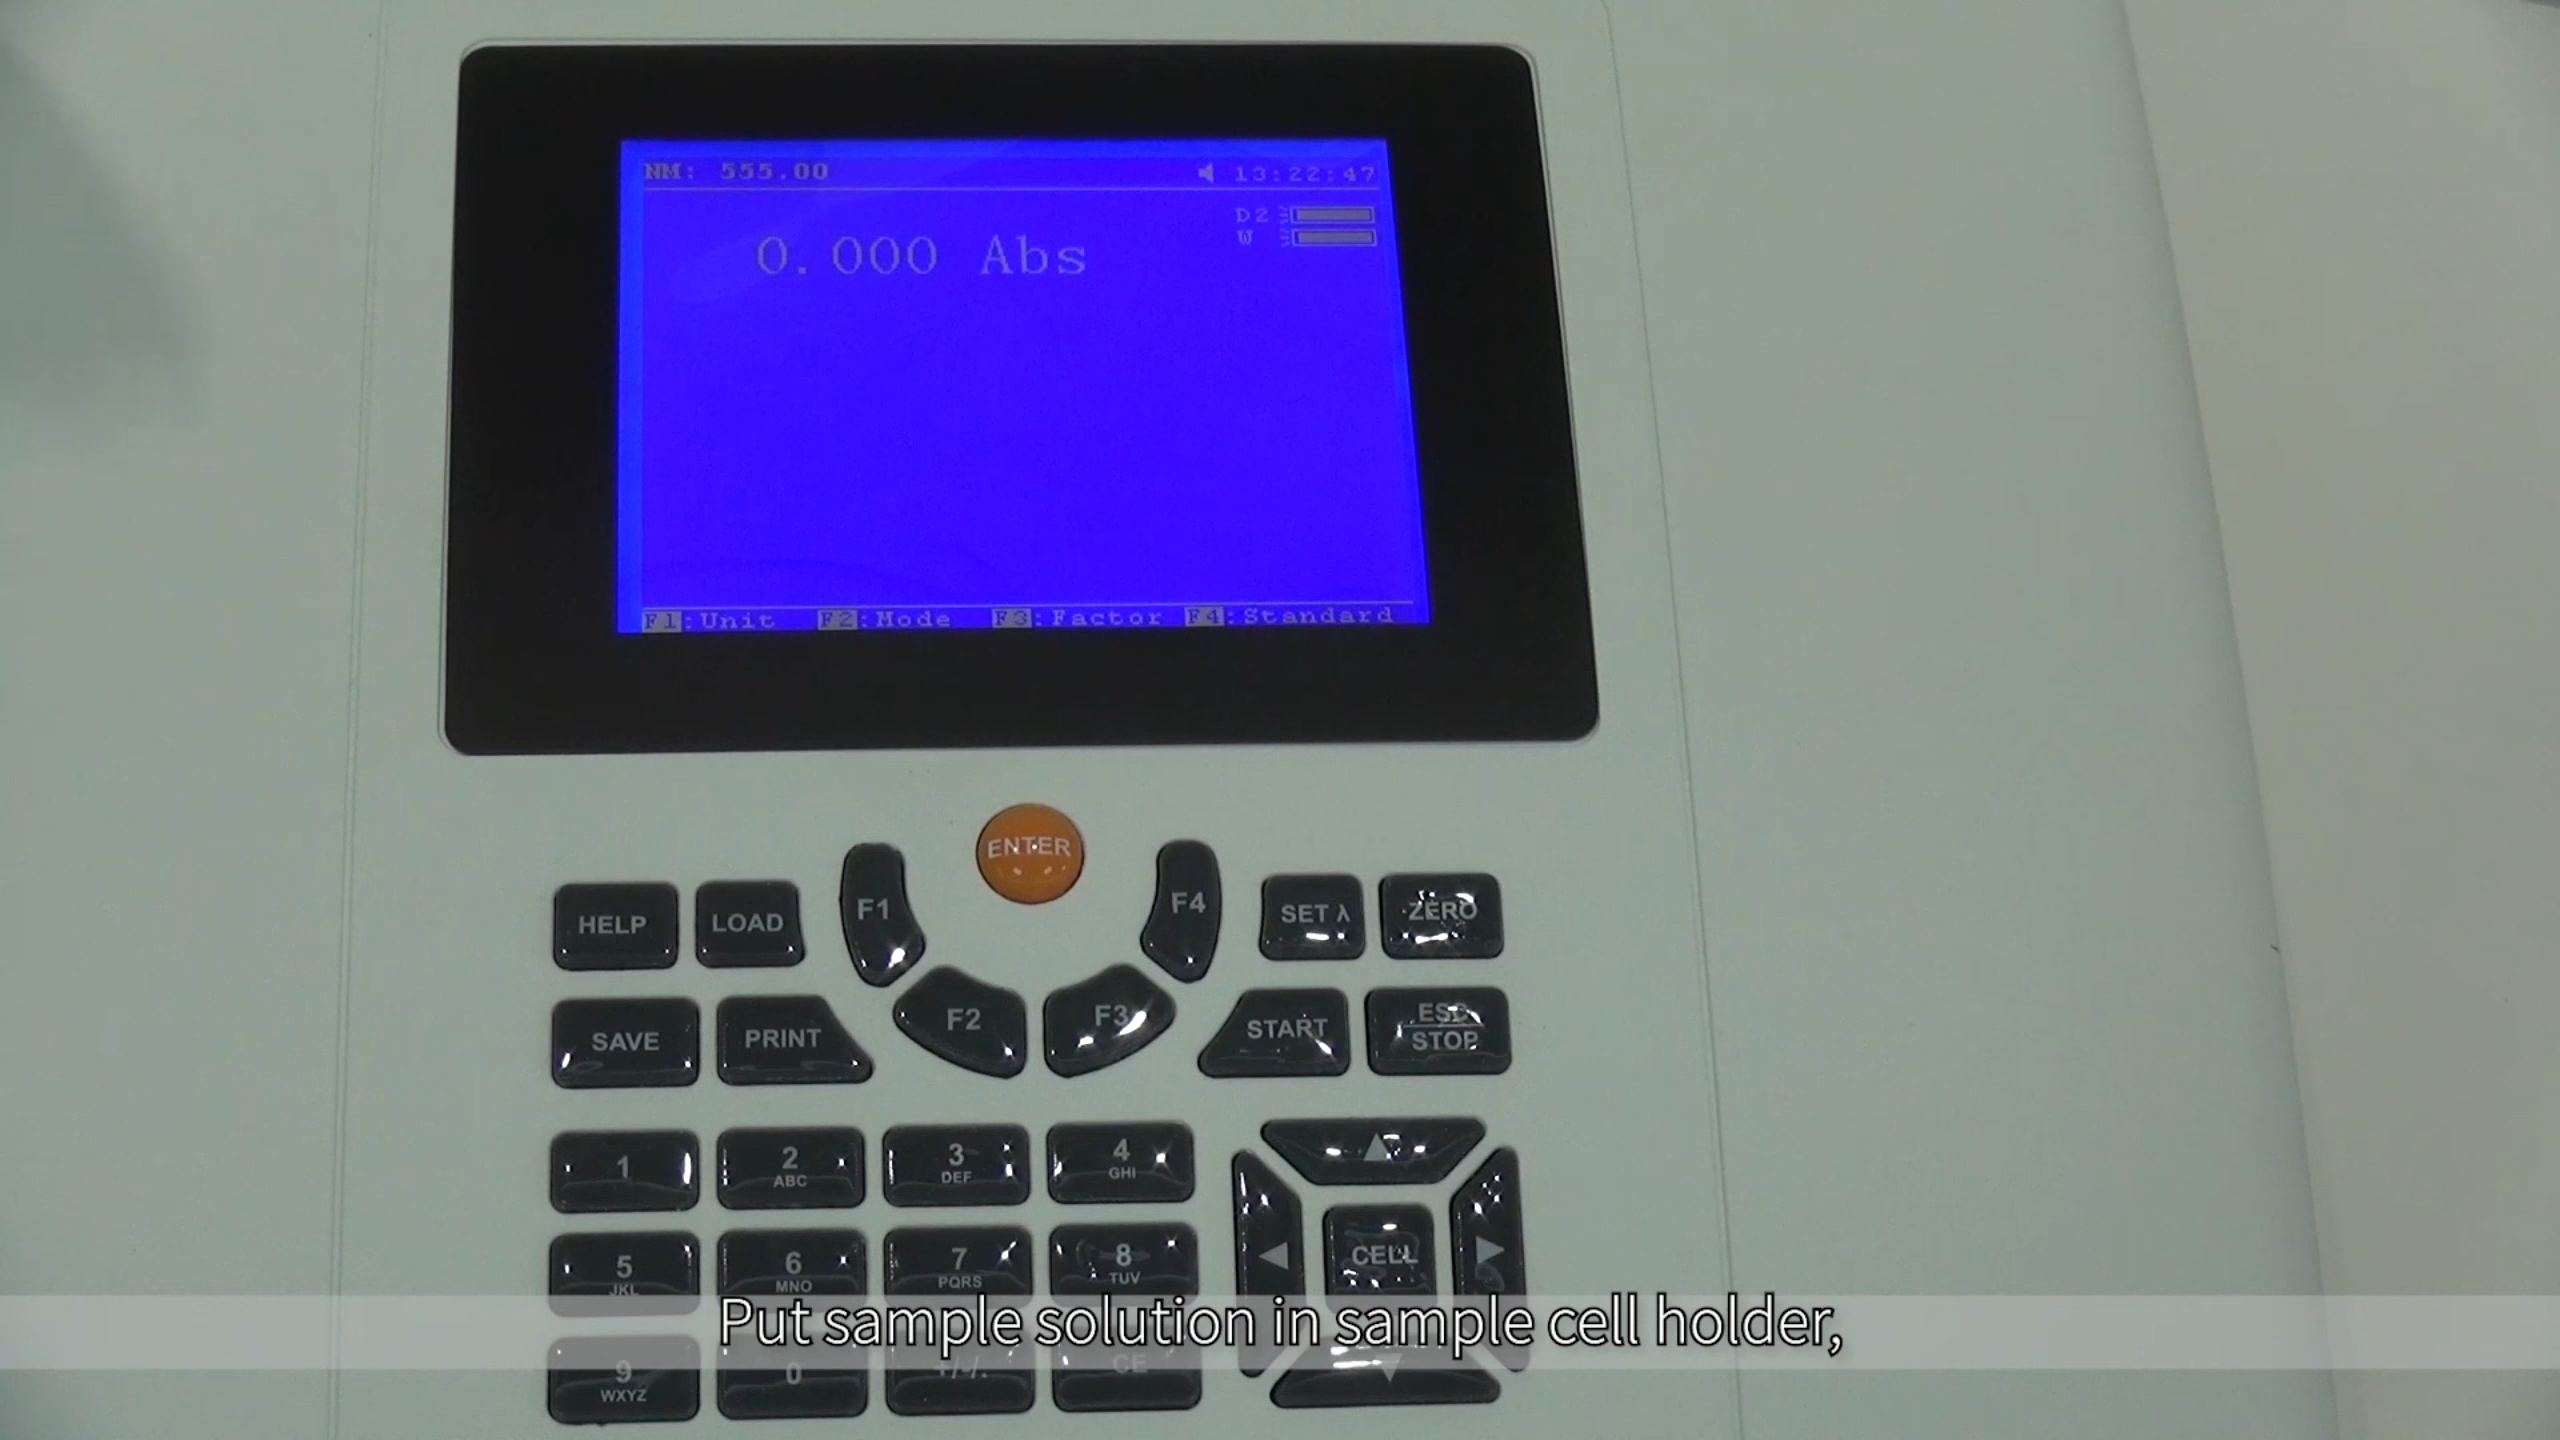 NM: 555.00 13:22:47
D2
W
0.000 Abs
F1:Unit F2:Mode F3:Factor F4:Standard
ENTER
HELP LOAD F1 F4 SET λ ZERO
SAVE PRINT F2 F3 START ESC
STOP
1 2 3 4
ABC DEF GHI
5 6 7 8 CELL
JKL MNO PQRS TUV
Put sample solution in sample cell holder,
9 0 +/-/. CE
WXYZ